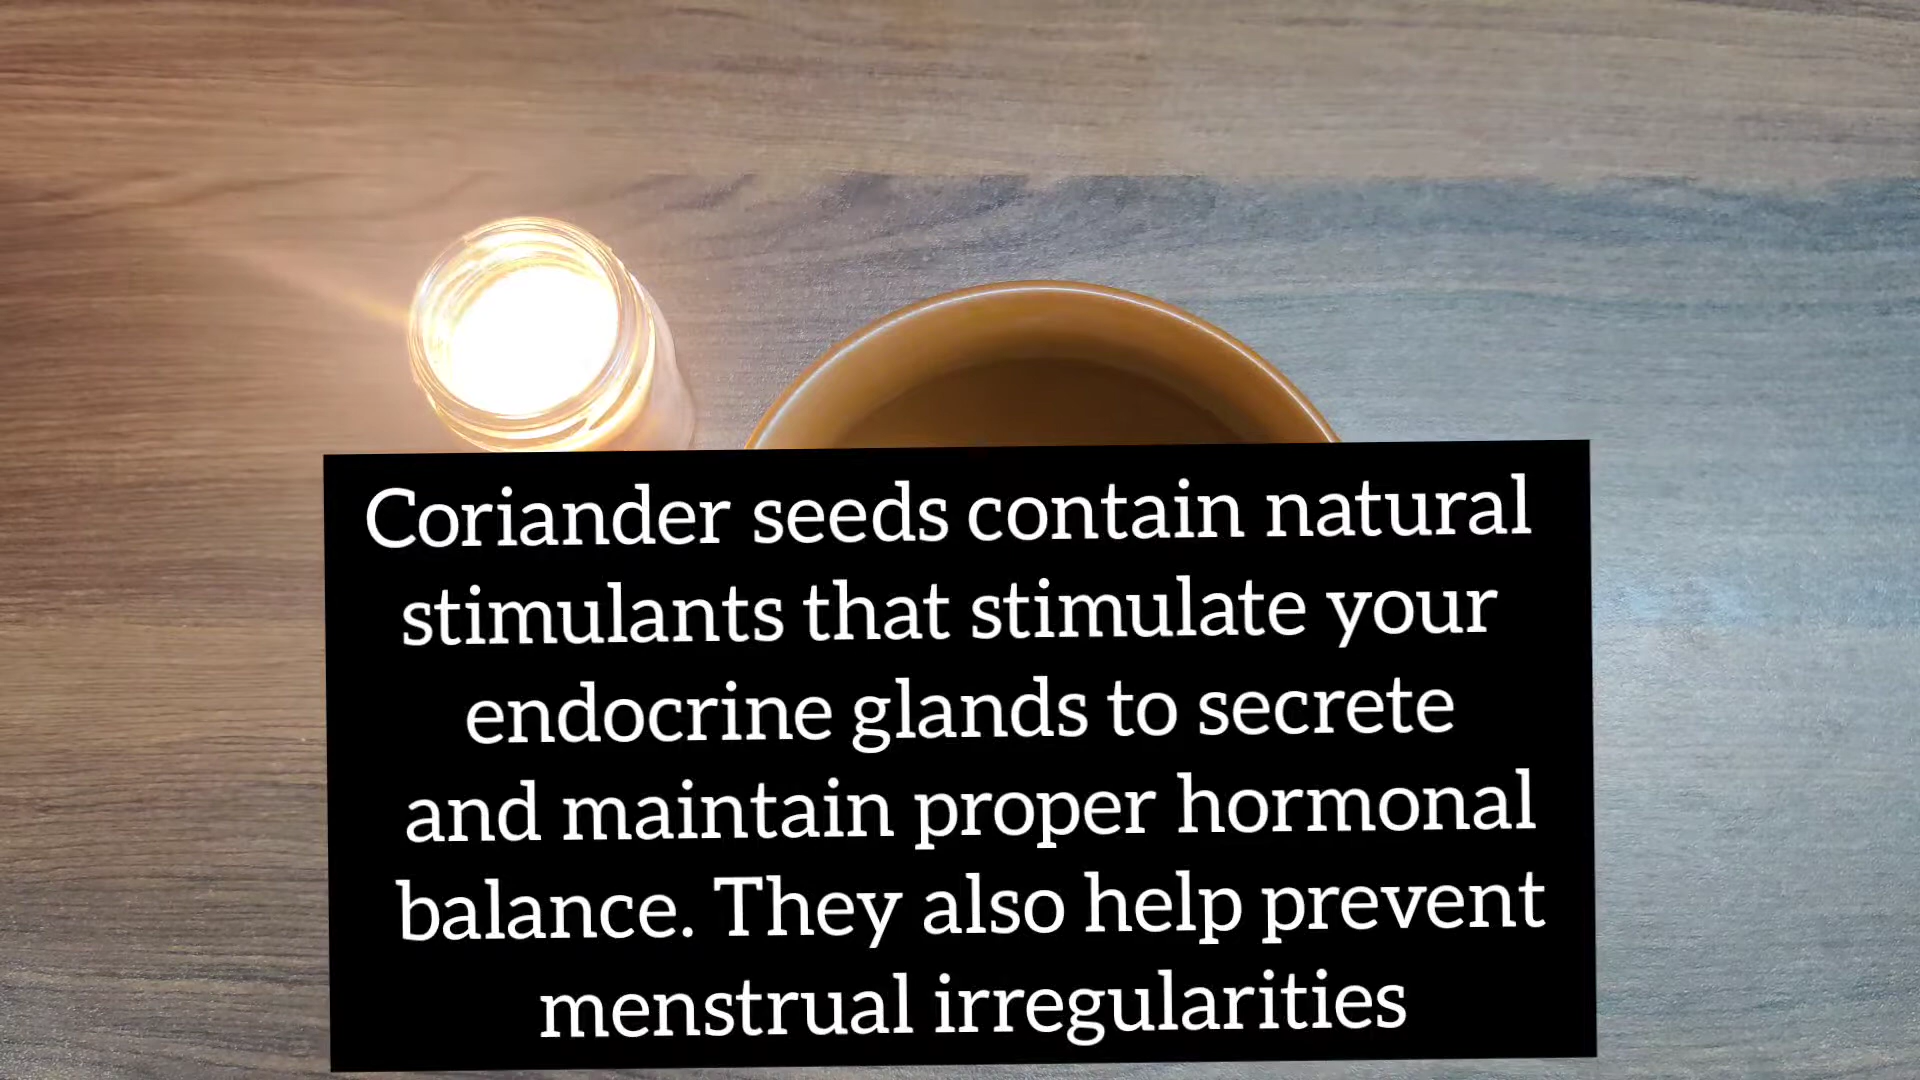 Coriander seeds contain natural
stimulants that stimulate your
endocrine glands to secrete
and maintain proper hormonal
balance. They also help prevent
menstrual irregularities